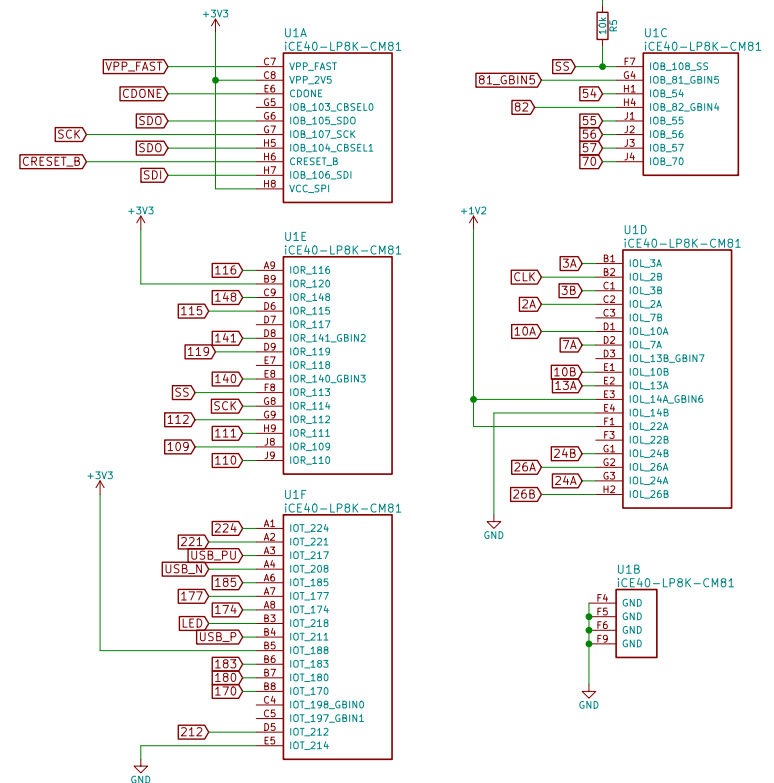 +3V3
U1A
iCE40-LP8K-CM81
VPP_FAST C7 VPP_FAST
C8 VPP_2V5
CDONE E6 CDONE
G5 IOB_103_CBSEL0
SDO G6 IOB_105_SDO
SCK G7 IOB_107_SCK
SDO H5 IOB_104_CBSEL1
CRESET_B H6 CRESET_B
SDI H7 IOB_106_SDI
H8 VCC_SPI
10k R5
U1C
iCE40-LP8K-CM81
SS F7 IOB_108_SS
81_GBIN5 G4 IOB_81_GBIN5
54 H1 IOB_54
82 H4 IOB_82_GBIN4
55 J1 IOB_55
56 J2 IOB_56
57 J3 IOB_57
70 J4 IOB_70
+3V3
U1E
iCE40-LP8K-CM81
116 A9 IOR_116
B9 IOR_120
148 C9 IOR_148
115 D6 IOR_115
D7 IOR_117
141 D8 IOR_141_GBIN2
119 D9 IOR_119
E7 IOR_118
140 E8 IOR_140_GBIN3
SS F8 IOR_113
SCK G8 IOR_114
112 G9 IOR_112
111 H9 IOR_111
109 J8 IOR_109
110 J9 IOR_110
+1V2
U1D
iCE40-LP8K-CM81
3A B1 IOL_3A
CLK B2 IOL_2B
3B C1 IOL_3B
2A C2 IOL_2A
C3 IOL_7B
10A D1 IOL_10A
7A D2 IOL_7A
D3 IOL_13B_GBIN7
10B E1 IOL_10B
13A E2 IOL_13A
E3 IOL_14A_GBIN6
E4 IOL_14B
F1 IOL_22A
F3 IOL_22B
24B G1 IOL_24B
26A G2 IOL_26A
24A G3 IOL_24A
26B H2 IOL_26B
GND
+3V3
U1F
iCE40-LP8K-CM81
224 A1 IOT_224
221 A2 IOT_221
USB_PU A3 IOT_217
USB_N A4 IOT_208
185 A6 IOT_185
177 A7 IOT_177
174 A8 IOT_174
LED B3 IOT_218
USB_P B4 IOT_211
B5 IOT_188
183 B6 IOT_183
180 B7 IOT_180
170 B8 IOT_170
C4 IOT_198_GBIN0
C5 IOT_197_GBIN1
212 D5 IOT_212
E5 IOT_214
GND
U1B
iCE40-LP8K-CM81
F4 GND
F5 GND
F6 GND
F9 GND
GND